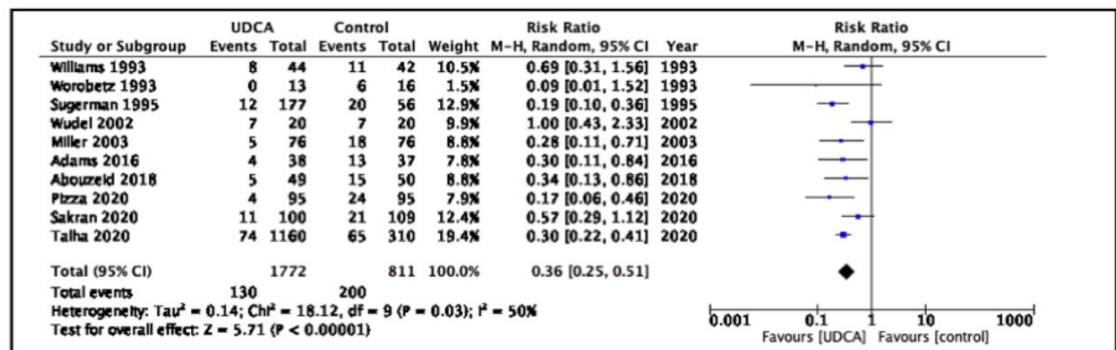 UDCA Control Risk Ratio Risk Ratio
Study or Subgroup Events Total Events Total Weight M-H, Random, 95% CI Year M-H, Random, 95% CI
Williams 1993 8 44 11 42 10.5% 0.69 [0.31, 1.56] 1993
Worobetz 1993 0 13 6 16 1.5% 0.09 [0.01, 1.52] 1993
Sugerman 1995 12 177 20 56 12.9% 0.19 [0.10, 0.36] 1995
Wudel 2002 7 20 7 20 9.9% 1.00 [0.43, 2.33] 2002
Miller 2003 5 76 18 76 8.8% 0.28 [0.11, 0.71] 2003
Adams 2016 4 38 13 37 7.8% 0.30 [0.11, 0.84] 2016
Abouzeid 2018 5 49 15 50 8.8% 0.34 [0.13, 0.86] 2018
Pizza 2020 4 95 24 95 7.9% 0.17 [0.06, 0.46] 2020
Sakran 2020 11 100 21 109 12.4% 0.57 [0.29, 1.12] 2020
Talha 2020 74 1160 65 310 19.4% 0.30 [0.22, 0.41] 2020
Total (95% CI) 1772 811 100.0% 0.36 [0.25, 0.51]
Total events 130 200
Heterogeneity: Tau² = 0.14; Chi² = 18.12, df = 9 (P = 0.03); I² = 50%
Test for overall effect: Z = 5.71 (P < 0.00001)
0.001 0.1 1 10 1000
Favours [UDCA] Favours [control]